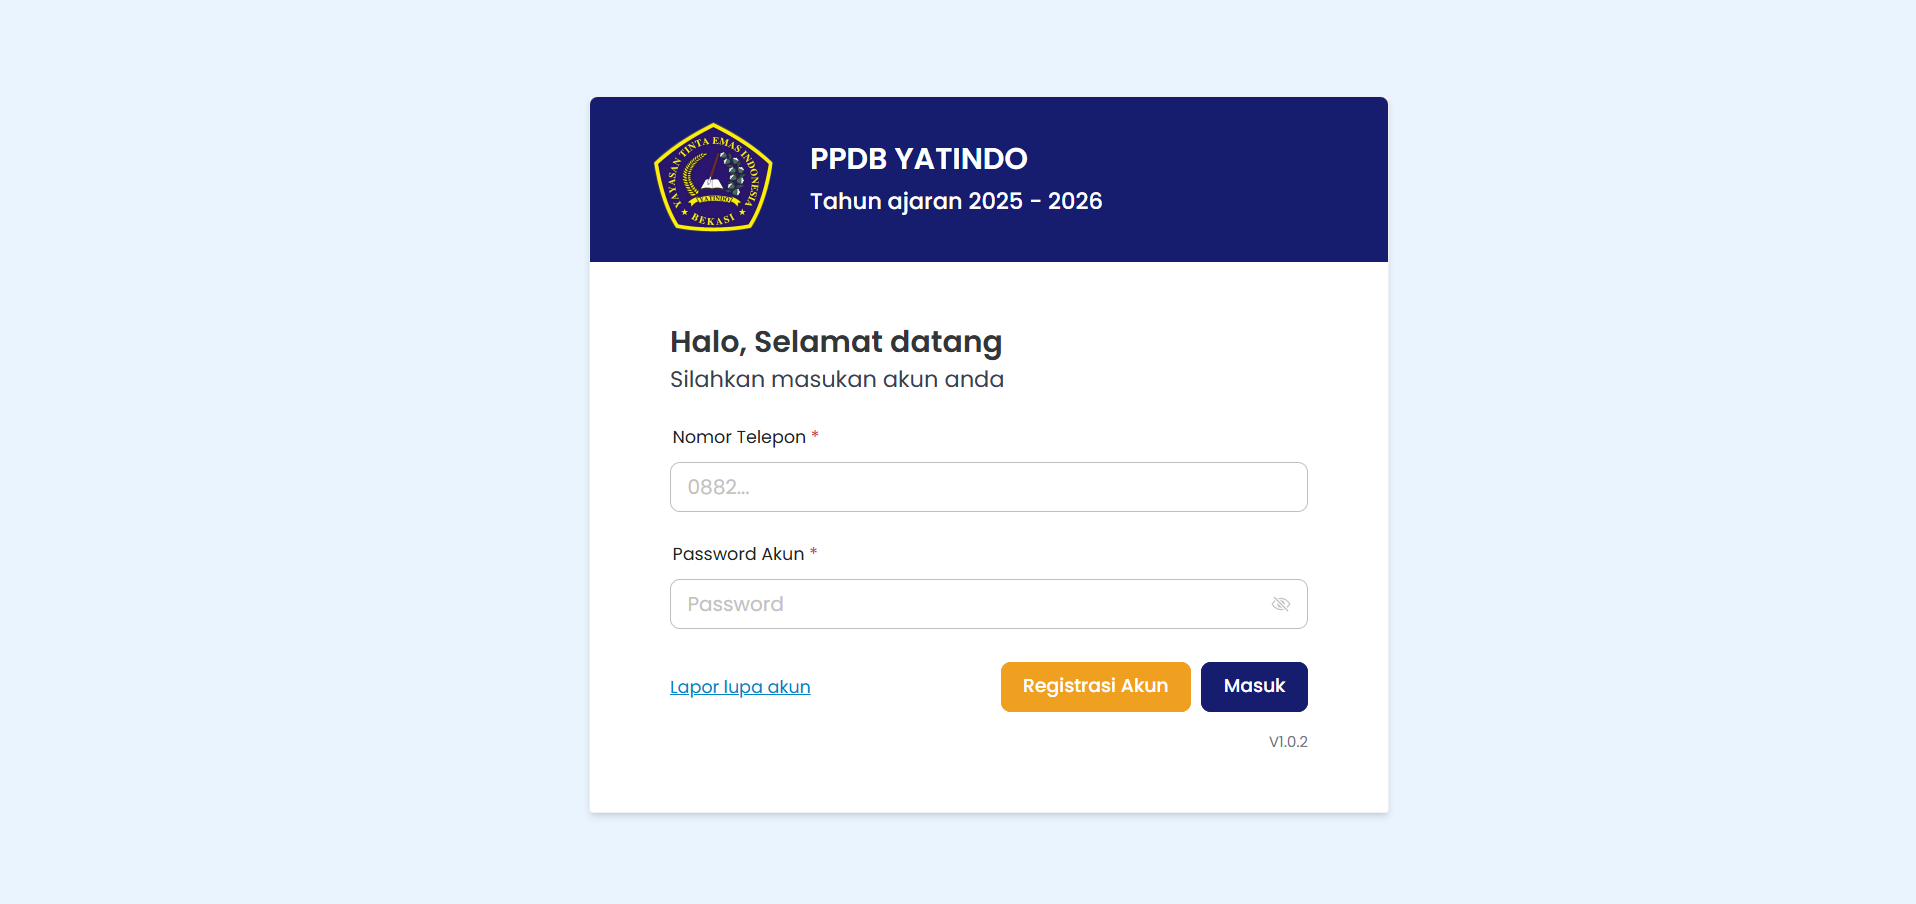 YAYASAN TINTA EMAS INDONESIA
YATINDO
★ BEKASI ★
PPDB YATINDO
Tahun ajaran 2025 - 2026
Halo, Selamat datang
Silahkan masukan akun anda
Nomor Telepon *
0882...
Password Akun *
Password
Lapor lupa akun
Registrasi Akun
Masuk
V1.0.2